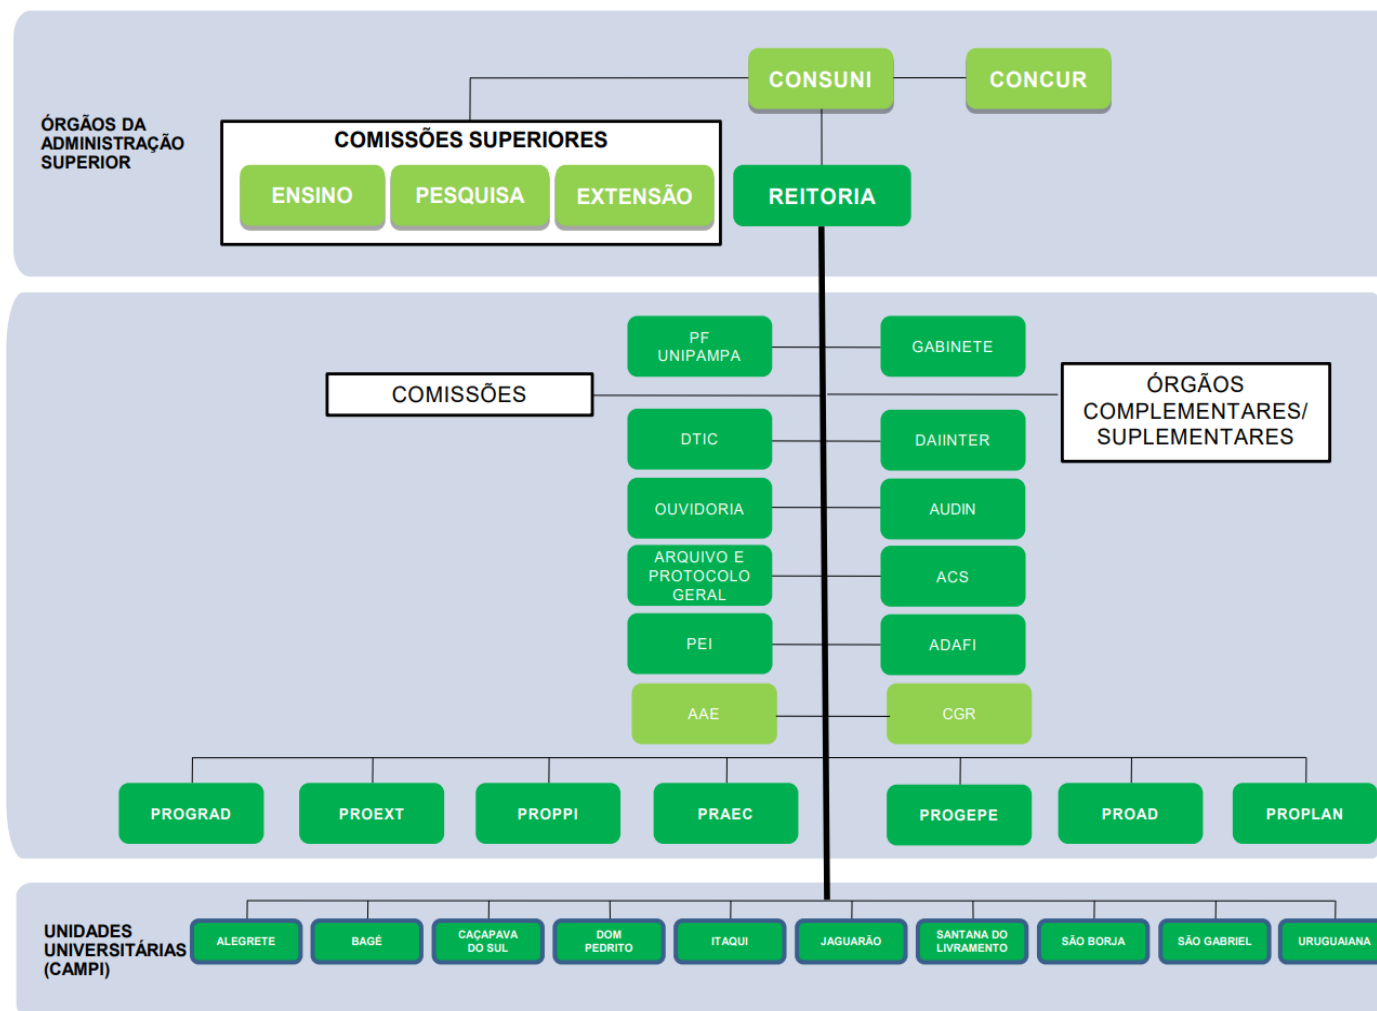 CONSUNI
CONCUR
ÓRGÃOS DA
ADMINISTRAÇÃO
SUPERIOR
COMISSÕES SUPERIORES
ENSINO
PESQUISA
EXTENSÃO
REITORIA
PF
UNIPAMPA
GABINETE
COMISSÕES
ÓRGÃOS
COMPLEMENTARES/
SUPLEMENTARES
DTIC
DAIINTER
OUVIDORIA
AUDIN
ARQUIVO E
PROTOCOLO
GERAL
ACS
PEI
ADAFI
AAE
CGR
PROGRAD
PROEXT
PROPPI
PRAEC
PROGEPE
PROAD
PROPLAN
UNIDADES
UNIVERSITÁRIAS
(CAMPI)
ALEGRETE
BAGÉ
CAÇAPAVA
DO SUL
DOM
PEDRITO
ITAQUI
JAGUARÃO
SANTANA DO
LIVRAMENTO
SÃO BORJA
SÃO GABRIEL
URUGUAIANA